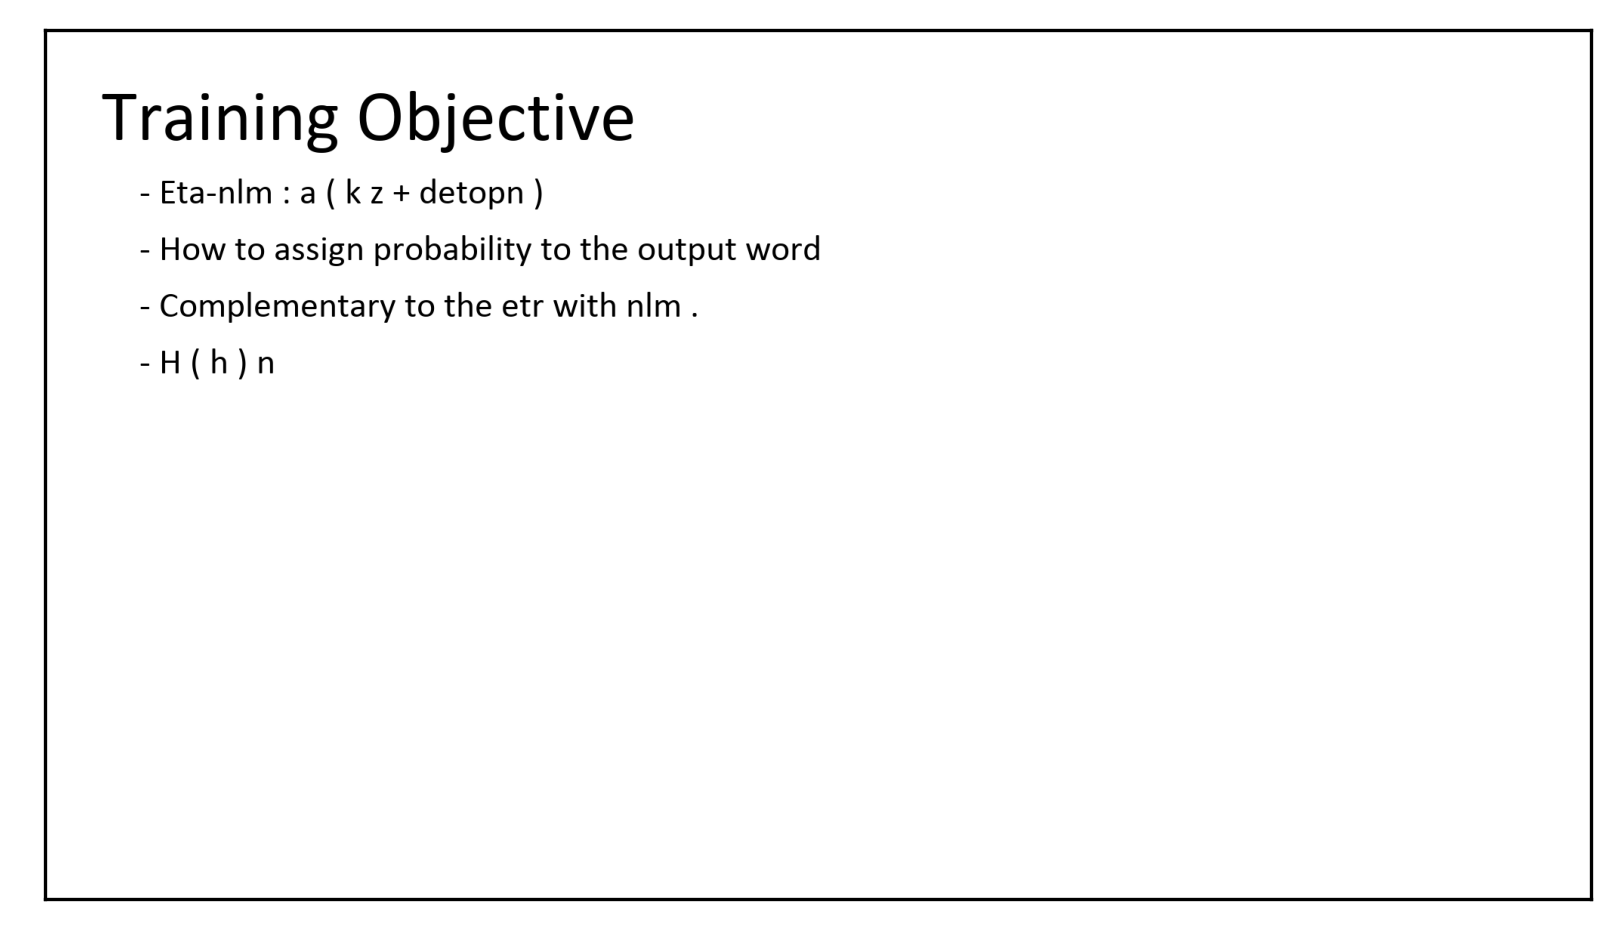 Training Objective
- Eta-nlm : a ( k z + detopn )
- How to assign probability to the output word
- Complementary to the etr with nlm .
- H ( h ) n